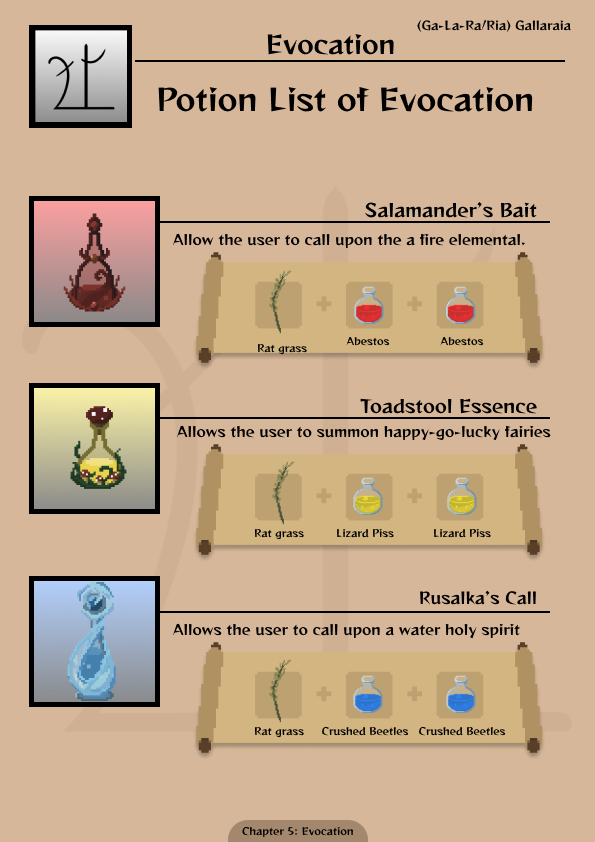 (Ga-La-Ra/Ria) Gallaraia
Evocation
Potion List of Evocation
Salamander's Bait
Allow the user to call upon the a fire elemental.
Rat grass
Abestos
Abestos
Toadstool Essence
Allows the user to summon happy-go-lucky fairies
Rat grass
Lizard Piss
Lizard Piss
Rusalka's Call
Allows the user to call upon a water holy spirit
Rat grass
Crushed Beetles
Crushed Beetles
Chapter 5: Evocation